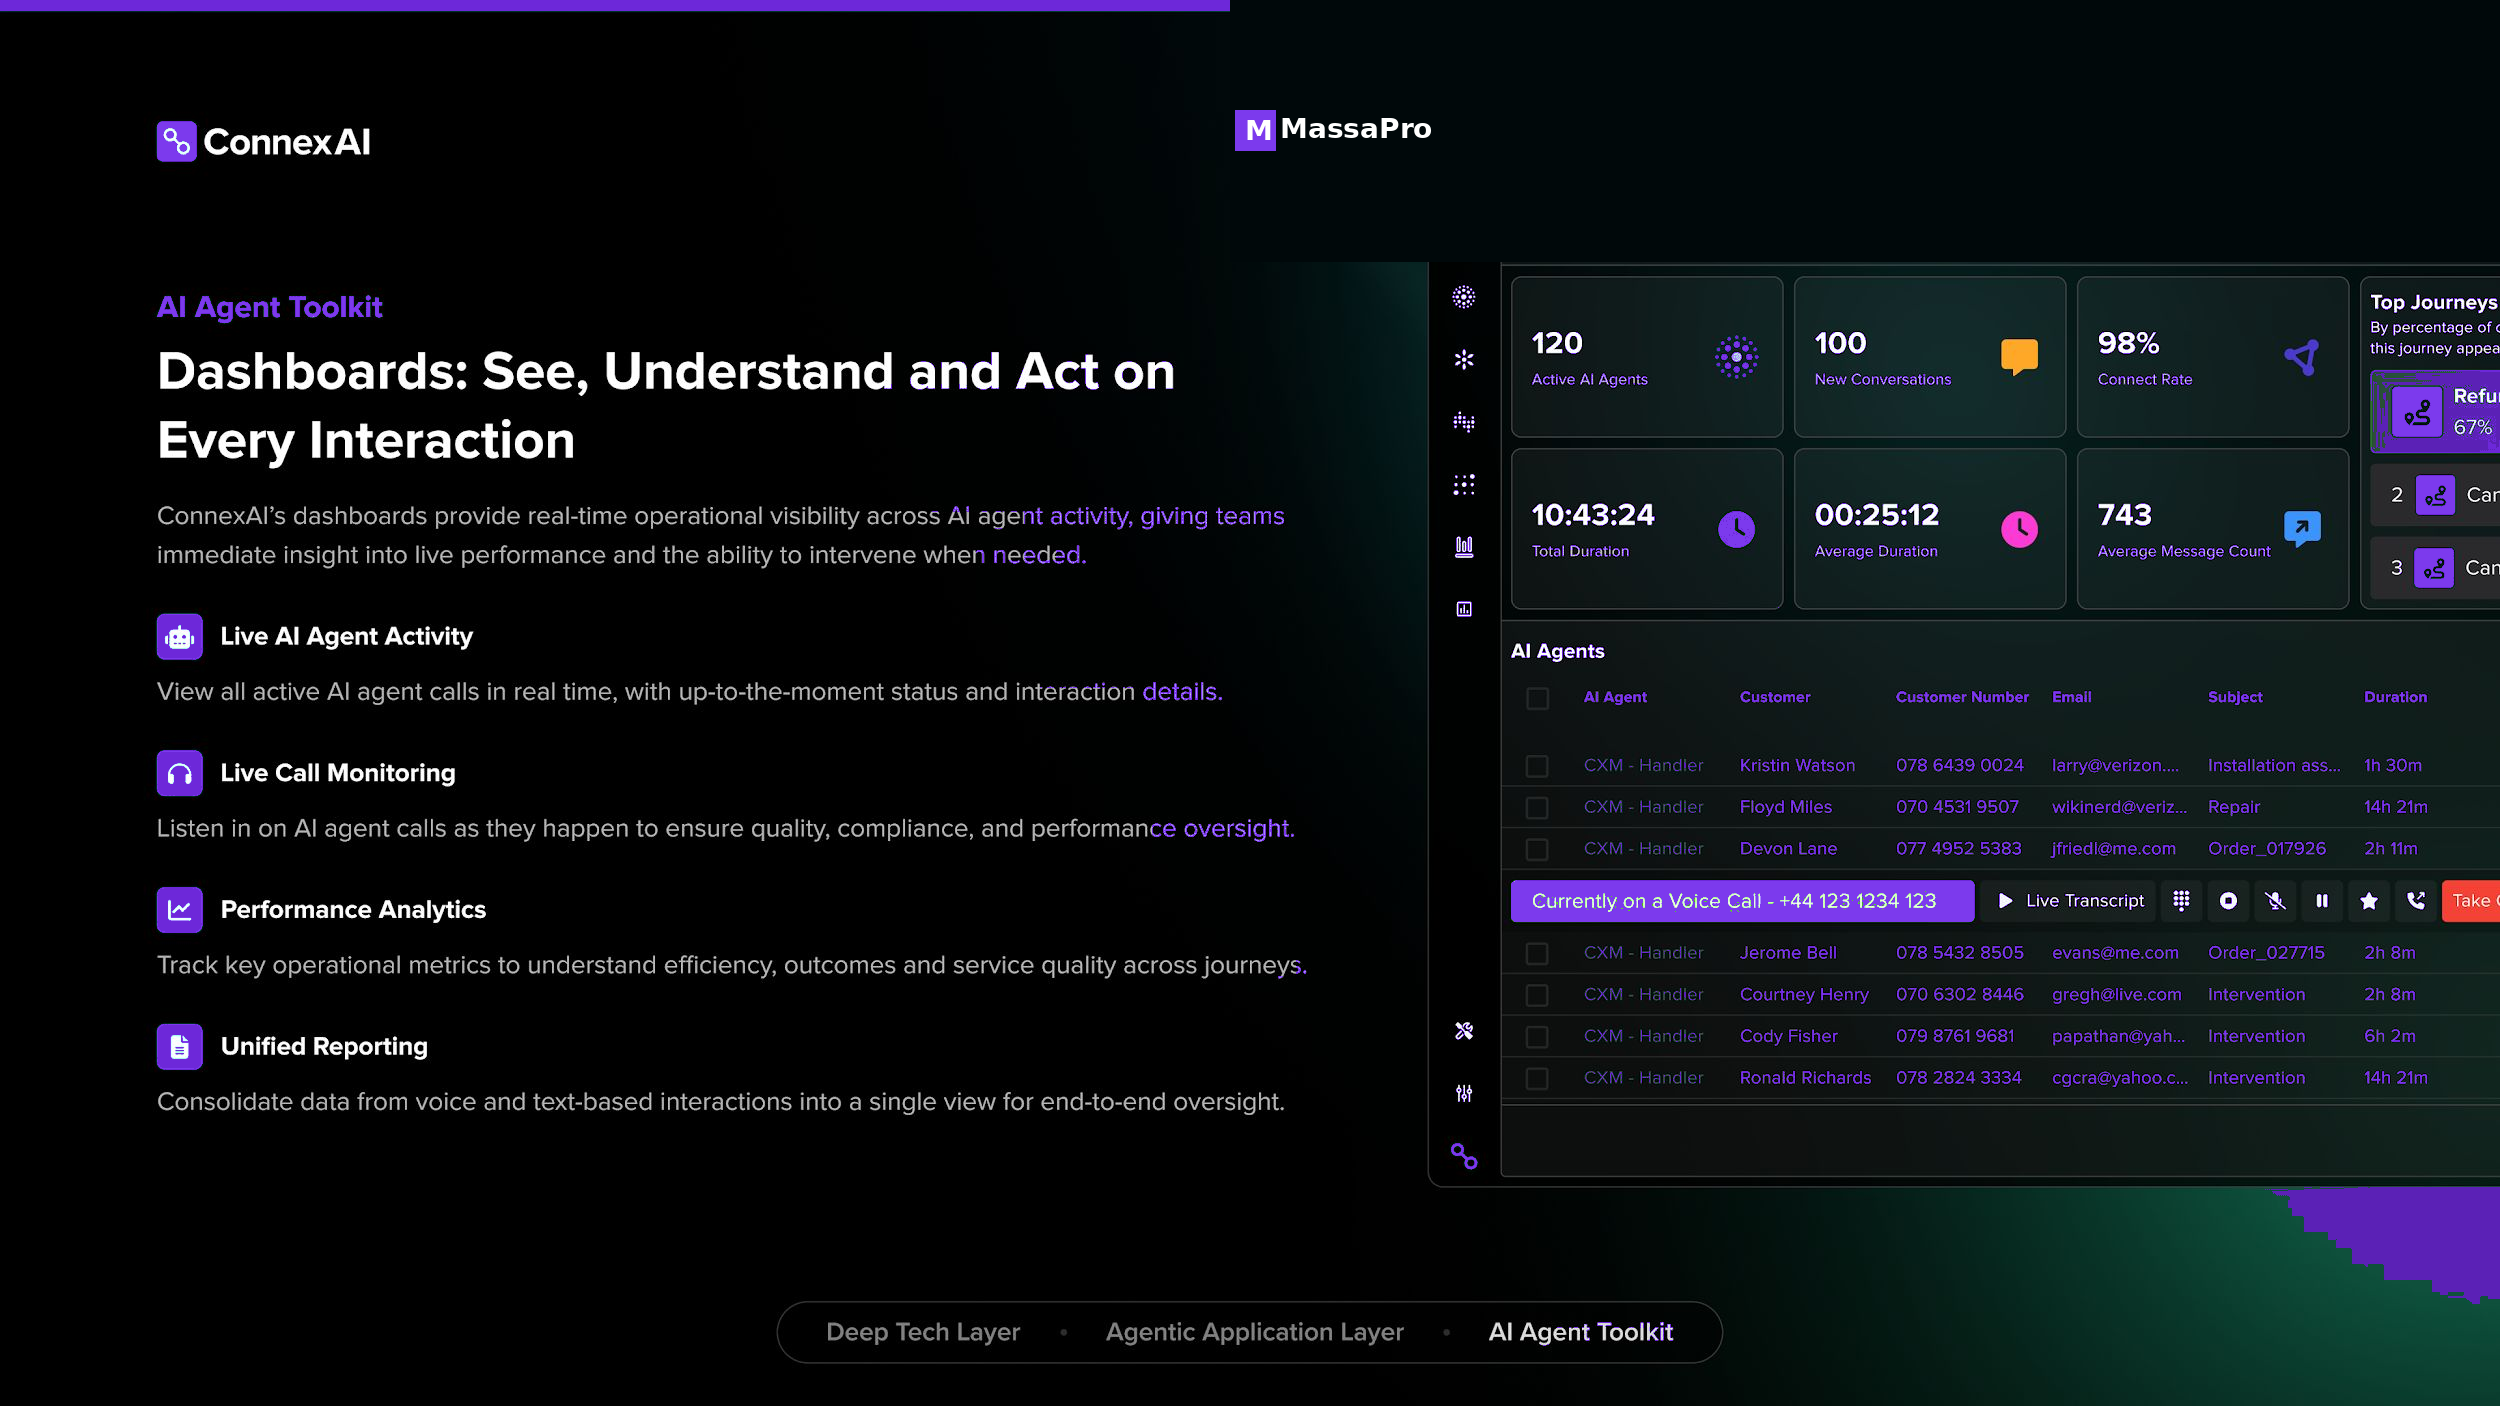 ConnexAI
M MassaPro
AI Agent Toolkit
Dashboards: See, Understand and Act on
Every Interaction
ConnexAI’s dashboards provide real-time operational visibility across AI agent activity, giving teams
immediate insight into live performance and the ability to intervene when needed.
Live AI Agent Activity
View all active AI agent calls in real time, with up-to-the-moment status and interaction details.
Live Call Monitoring
Listen in on AI agent calls as they happen to ensure quality, compliance, and performance oversight.
Performance Analytics
Track key operational metrics to understand efficiency, outcomes and service quality across journeys.
Unified Reporting
Consolidate data from voice and text-based interactions into a single view for end-to-end oversight.
120
Active AI Agents
100
New Conversations
98%
Connect Rate
10:43:24
Total Duration
00:25:12
Average Duration
743
Average Message Count
Top Journeys
By percentage of
this journey
67%
2
3
AI Agents
AI Agent Customer Customer Number Email Subject Duration
CXM - Handler Kristin Watson 078 6439 0024 larry@verizon.... Installation ass... 1h 30m
CXM - Handler Floyd Miles 070 4531 9507 wikinerd@veriz... Repair 14h 21m
CXM - Handler Devon Lane 077 4952 5383 jfriedl@me.com Order_017926 2h 11m
Currently on a Voice Call - +44 123 1234 123 Live Transcript Take
CXM - Handler Jerome Bell 078 5432 8505 evans@me.com Order_027715 2h 8m
CXM - Handler Courtney Henry 070 6302 8446 gregh@live.com Intervention 2h 8m
CXM - Handler Cody Fisher 079 8761 9681 papathan@yah... Intervention 6h 2m
CXM - Handler Ronald Richards 078 2824 3334 cgcra@yahoo.c... Intervention 14h 21m
Deep Tech Layer • Agentic Application Layer • AI Agent Toolkit